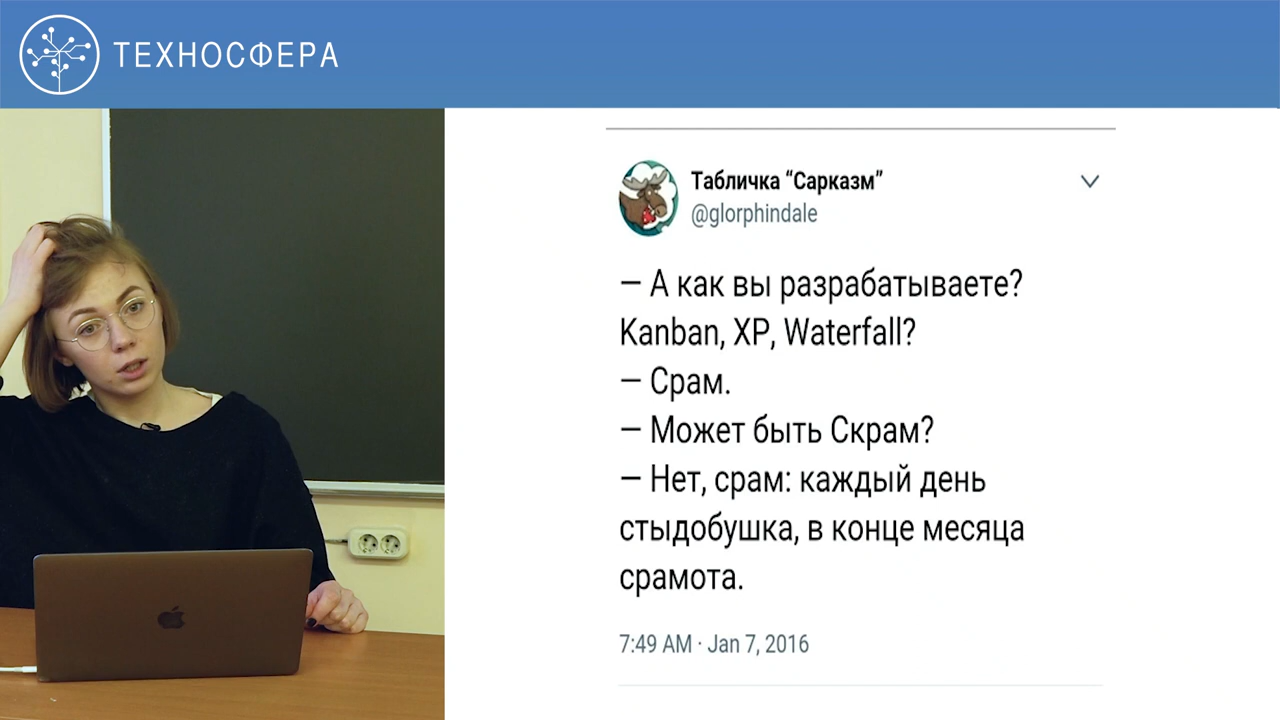 ТЕХНОСФЕРА
Табличка “Сарказм”
@glorphindale
— А как вы разрабатываете?
Kanban, XP, Waterfall?
— Срам.
— Может быть Скрам?
— Нет, срам: каждый день
стыдобушка, в конце месяца
срамота.
7:49 AM · Jan 7, 2016